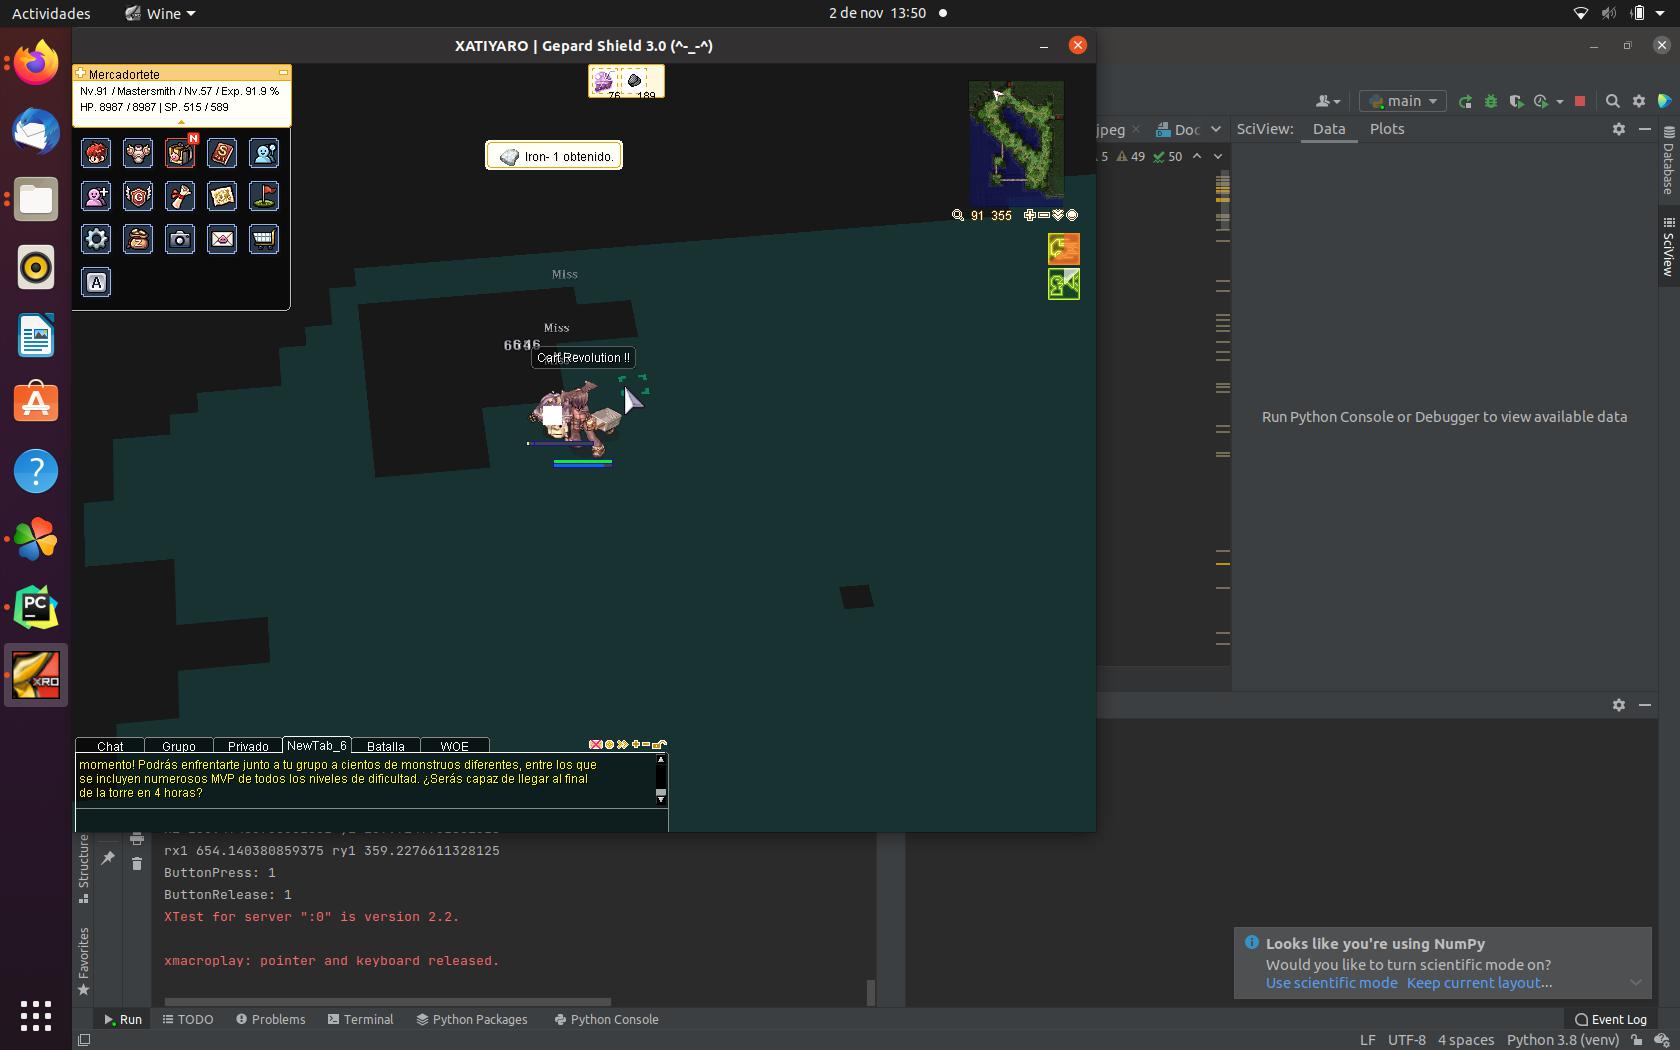 Actividades
Wine
2 de nov 13:50
XATIYARO | Gepard Shield 3.0 (^-_-^)
Mercadortete
Nv.91 / Mastersmith / Nv.57 / Exp. 91.9 %
HP. 8987 / 8987 | SP. 515 / 589
N
A
76
189
Iron- 1 obtenido.
91 355
Miss
Miss
Cart Revolution !!
main
jpeg
Doc
SciView:
Data
Plots
5
49
50
Database
SciView
Run Python Console or Debugger to view available data
PC
XRO
Chat
Grupo
Privado
NewTab_6
Batalla
WOE
momento! Podrás enfrentarte junto a tu grupo a cientos de monstruos diferentes, entre los que
se incluyen numerosos MVP de todos los niveles de dificultad. ¿Serás capaz de llegar al final
de la torre en 4 horas?
rx1 654.140380859375 ry1 359.2276611328125
ButtonPress: 1
ButtonRelease: 1
XTest for server ":0" is version 2.2.
xmacroplay: pointer and keyboard released.
Structure
Favorites
Looks like you're using NumPy
Would you like to turn scientific mode on?
Use scientific mode
Keep current layout...
Run
TODO
Problems
Terminal
Python Packages
Python Console
Event Log
LF
UTF-8
4 spaces
Python 3.8 (venv)